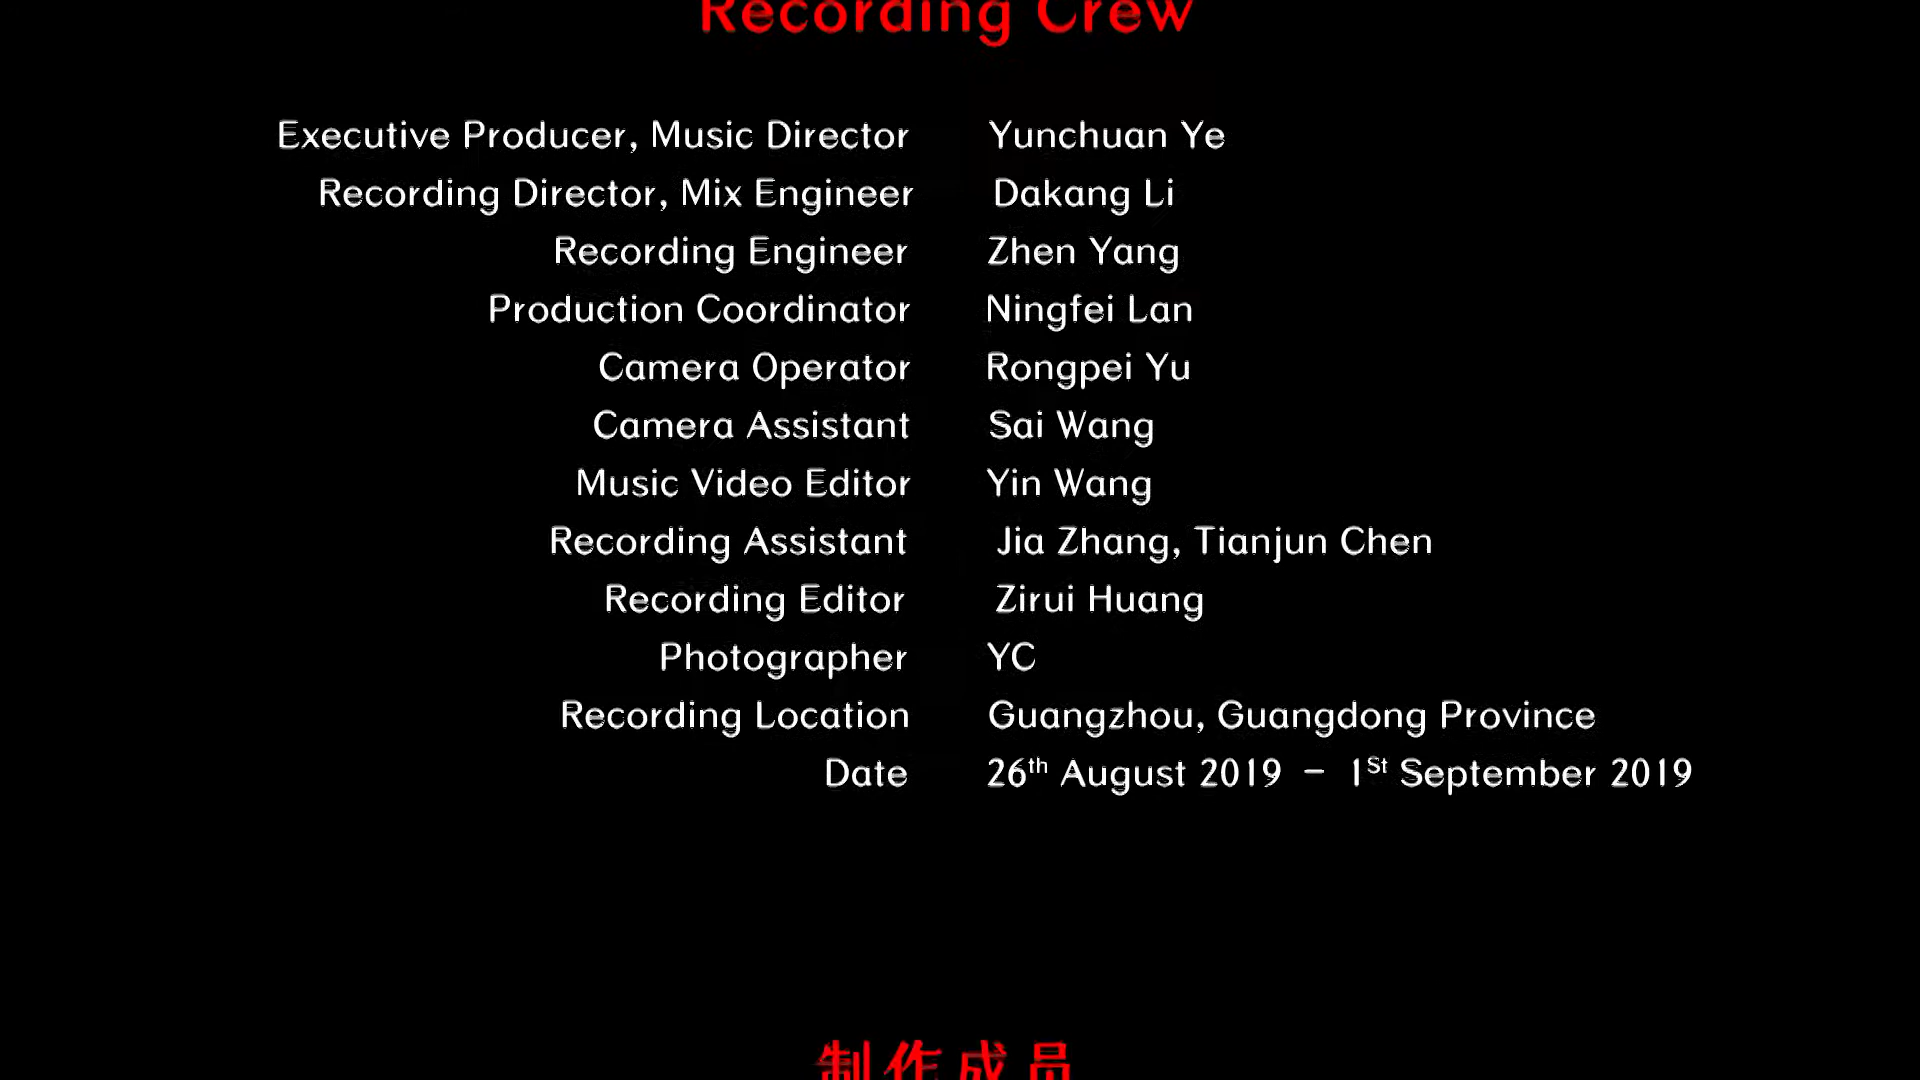 Recording Crew
Executive Producer, Music Director Yunchuan Ye
Recording Director, Mix Engineer Dakang Li
Recording Engineer Zhen Yang
Production Coordinator Ningfei Lan
Camera Operator Rongpei Yu
Camera Assistant Sai Wang
Music Video Editor Yin Wang
Recording Assistant Jia Zhang, Tianjun Chen
Recording Editor Zirui Huang
Photographer YC
Recording Location Guangzhou, Guangdong Province
Date 26th August 2019 – 1St September 2019
制作成员